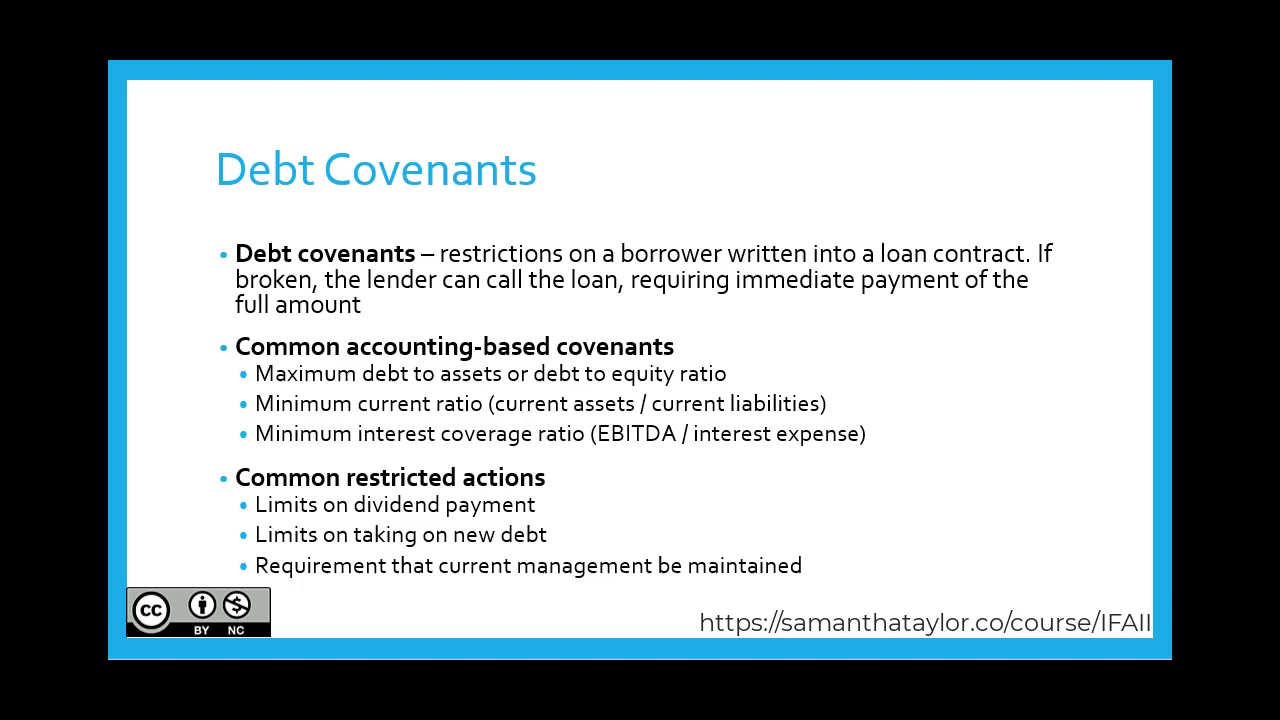 Debt Covenants
• Debt covenants – restrictions on a borrower written into a loan contract. If
broken, the lender can call the loan, requiring immediate payment of the
full amount
• Common accounting-based covenants
• Maximum debt to assets or debt to equity ratio
• Minimum current ratio (current assets / current liabilities)
• Minimum interest coverage ratio (EBITDA / interest expense)
• Common restricted actions
• Limits on dividend payment
• Limits on taking on new debt
• Requirement that current management be maintained
CC BY NC
https://samanthataylor.co/course/IFAII